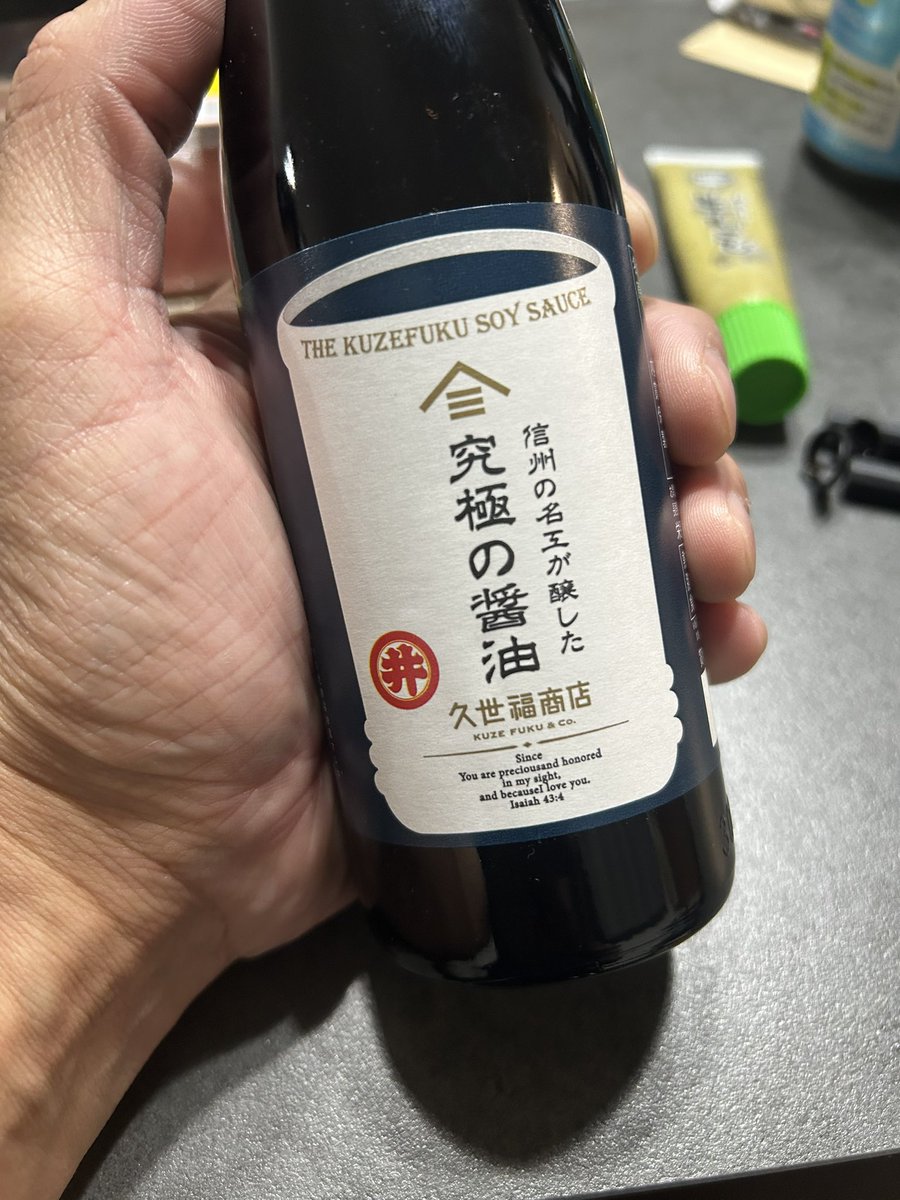 THE KUZEFUKU SOY SAUCE
信州の名工が醸した
究極の醤油
井
久世福商店
KUZE FUKU & Co.
Since
You are preciousand honored
in my sight,
and becauseI love you.
Isaiah 43:4